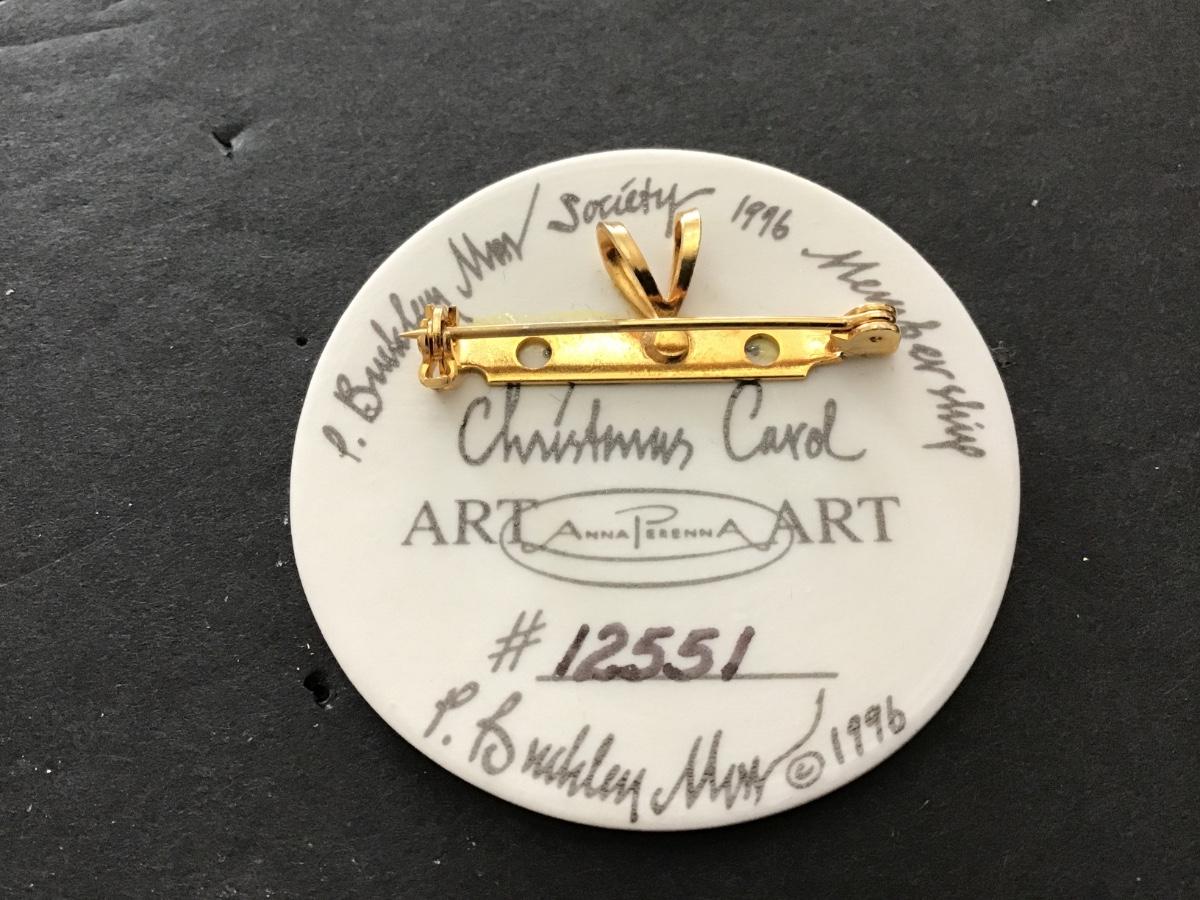 P. Buckley Moss Society 1996 Membership
Christmas Carol
ART ANNA PERENNA ART
# 12551
P. Buckley Moss © 1996